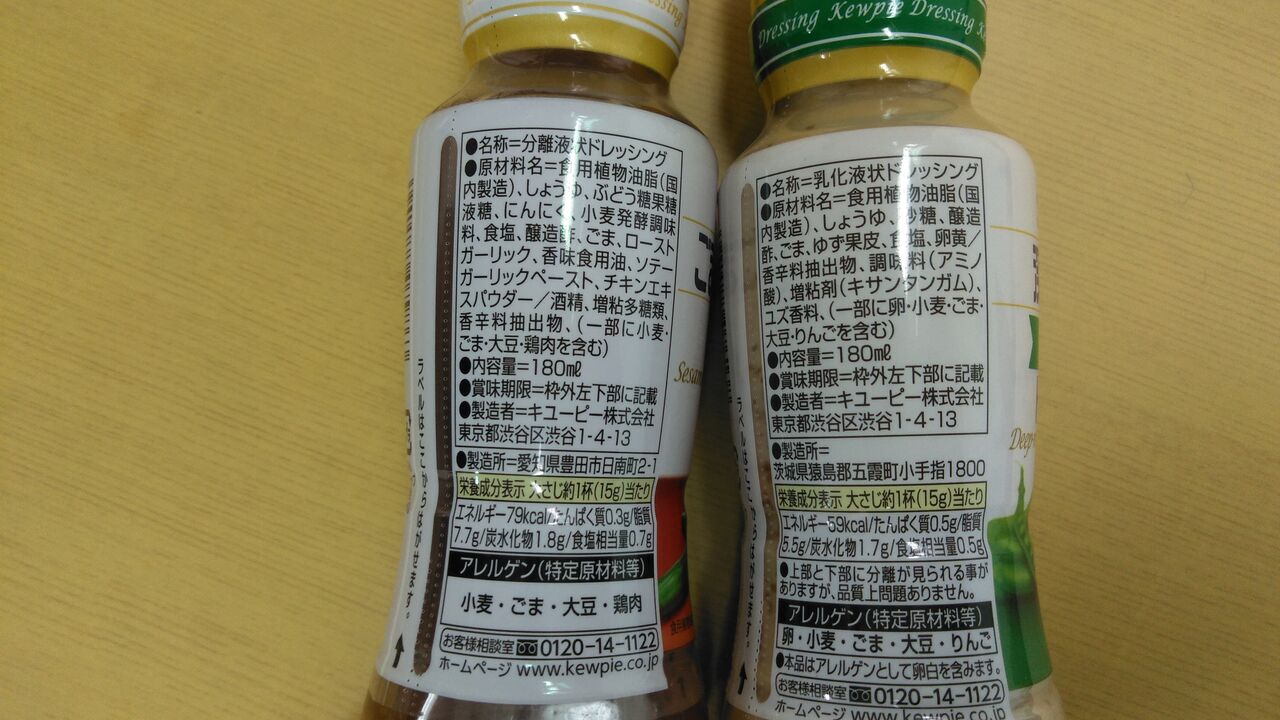 Dressing
Dressing Kewpie Dressing
●名称=分離液状ドレッシング
●原材料名=食用植物油脂(国
内製造)、しょうゆ、ぶどう糖果糖
液糖、にんにく、小麦発酵調味
料、食塩、醸造酢、ごま、ロースト
ガーリック、香味食用油、ソテー
ガーリックペースト、チキンエキ
スパウダー/酒精、増粘多糖類、
香辛料抽出物、(一部に小麦・
ごま・大豆・鶏肉を含む)
●内容量=180㎖
●賞味期限=枠外左下部に記載
●製造者=キユーピー株式会社
東京都渋谷区渋谷1-4-13
●製造所=愛知県豊田市日南町2-1
栄養成分表示 大さじ約1杯(15g)当たり
エネルギー79kcal/たんぱく質0.3g/脂質
7.7g/炭水化物1.8g/食塩相当量0.7g
アレルゲン(特定原材料等)
小麦・ごま・大豆・鶏肉
お客様相談室 0120-14-1122
ホームページ www.kewpie.co.jp
ラベルはここからはがせます。
●名称=乳化液状ドレッシング
●原材料名=食用植物油脂(国
内製造)、しょうゆ、砂糖、醸造
酢、ごま、ゆず果皮、食塩、卵黄/
香辛料抽出物、調味料(アミノ
酸)、増粘剤(キサンタンガム)、
ユズ香料、(一部に卵・小麦・ごま・
大豆・りんごを含む)
●内容量=180㎖
●賞味期限=枠外左下部に記載
●製造者=キユーピー株式会社
東京都渋谷区渋谷1-4-13
●製造所=
茨城県猿島郡五霞町小手指1800
栄養成分表示 大さじ約1杯(15g)当たり
エネルギー59kcal/たんぱく質0.5g/脂質
5.5g/炭水化物1.7g/食塩相当量0.5g
●上部と下部に分離が見られる事が
ありますが、品質上問題ありません。
アレルゲン(特定原材料等)
卵・小麦・ごま・大豆・りんご
●本品はアレルゲンとして卵白を含みます。
お客様相談室 0120-14-1122
ホームページ www.kewpie.co.jp
ラベルはここからはがせます。